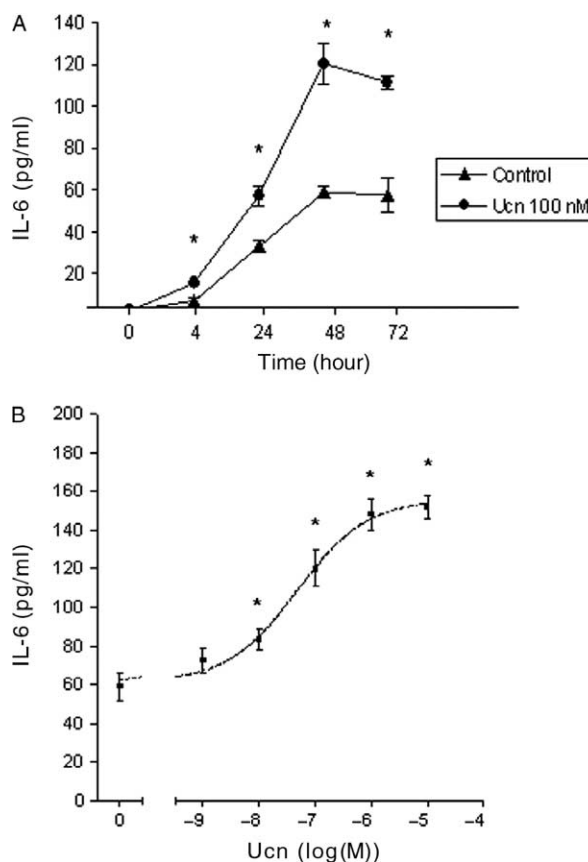 A
140
120
100
80
60
40
20
IL-6 (pg/ml)
* * * *
0 4 24 48 72
Time (hour)
Control
Ucn 100 nM
B
200
180
160
140
120
100
80
60
40
20
0
IL-6 (pg/ml)
* * * *
0 –9 –8 –7 –6 –5 –4
Ucn (log(M))